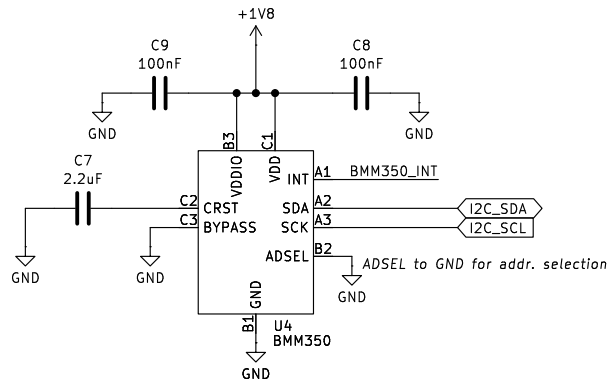 +1V8
C9
100nF
C8
100nF
GND
GND
B3
C1
VDDIO
VDD
C7
2.2uF
INT
A1
BMM350_INT
C2
CRST
SDA
A2
I2C_SDA
C3
BYPASS
SCK
A3
I2C_SCL
ADSEL
B2
ADSEL to GND for addr. selection
GND
GND
GND
GND
B1
U4
BMM350
GND